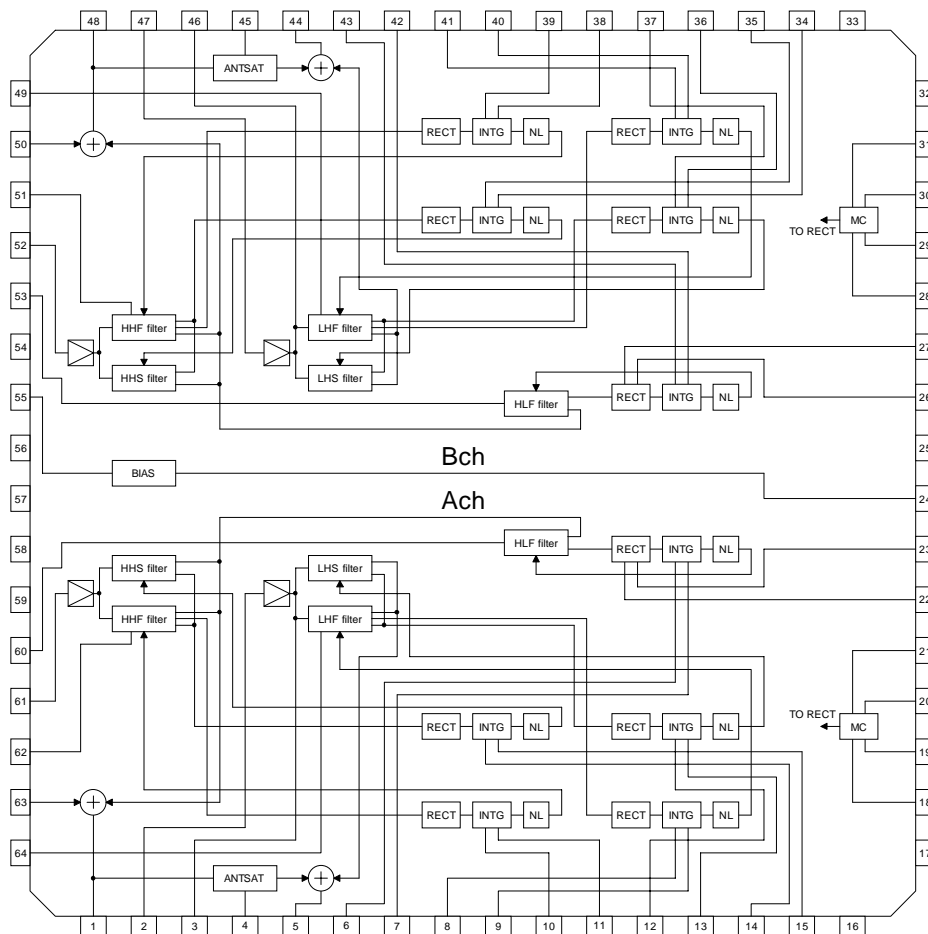 48 47 46 45 44 43 42 41 40 39 38 37 36 35 34 33
ANTSAT
49 32
RECT INTG NL RECT INTG NL
50 31
51 30
RECT INTG NL RECT INTG NL MC
TO RECT
52 29
53 28
HHF filter LHF filter
54 27
HHS filter LHS filter
RECT INTG NL
55 26
HLF filter
56 Bch 25
BIAS
57 Ach 24
58 HLF filter RECT INTG NL 23
HHS filter LHS filter
59 22
HHF filter LHF filter
60 21
61 20
TO RECT
RECT INTG NL RECT INTG NL MC
62 19
63 18
RECT INTG NL RECT INTG NL
64 17
ANTSAT
1 2 3 4 5 6 7 8 9 10 11 12 13 14 15 16